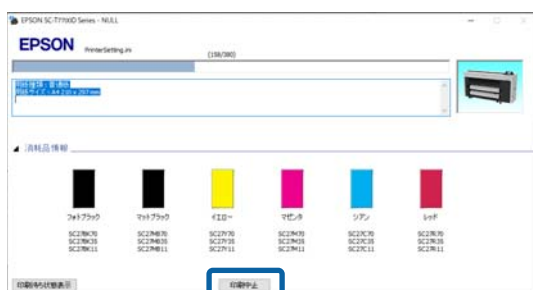 EPSON SC-T7700D Series - NULL
EPSON
PrinterSetting.ini
(158/380)
用紙種類 : 普通紙
用紙サイズ : A4 210 x 297 mm
消耗品情報
フォトブラック マットブラック イエロー マゼンタ シアン レッド
SC27BK70 SC27MB70 SC27Y70 SC27M70 SC27C70 SC27R70
SC27BK35 SC27MB35 SC27Y35 SC27M35 SC27C35 SC27R35
SC27BK11 SC27MB11 SC27Y11 SC27M11 SC27C11 SC27R11
印刷待ち状態表示 印刷中止